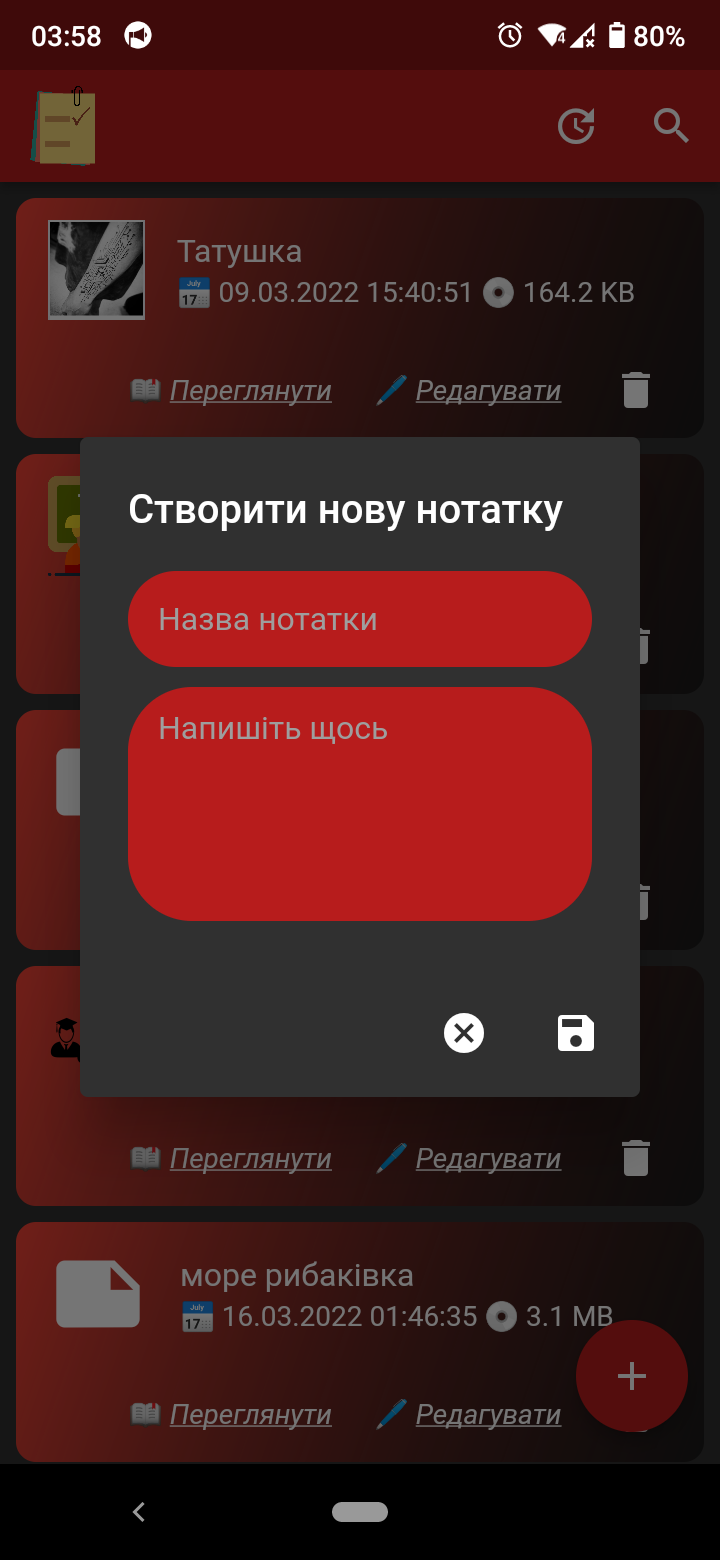 03:58
4
80%
Татушка
July 17 09.03.2022 15:40:51 164.2 KB
Переглянути Редагувати
Створити нову нотатку
Назва нотатки
Напишіть щось
Переглянути Редагувати
море рибаківка
July 17 16.03.2022 01:46:35 3.1 MB
Переглянути Редагувати